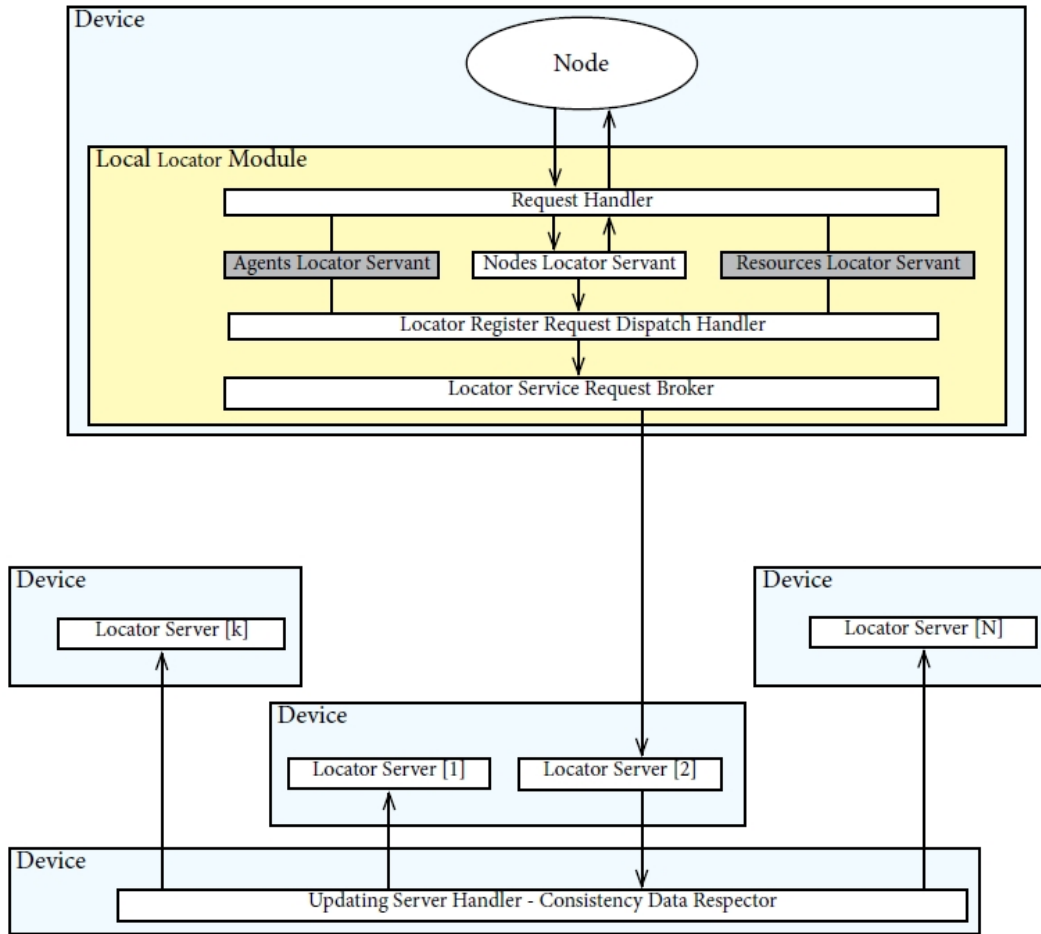 Device
Node
Local Locator Module
Request Handler
Agents Locator Servant
Nodes Locator Servant
Resources Locator Servant
Locator Register Request Dispatch Handler
Locator Service Request Broker
Device
Locator Server [k]
Device
Locator Server [N]
Device
Locator Server [1]
Locator Server [2]
Device
Updating Server Handler - Consistency Data Respector